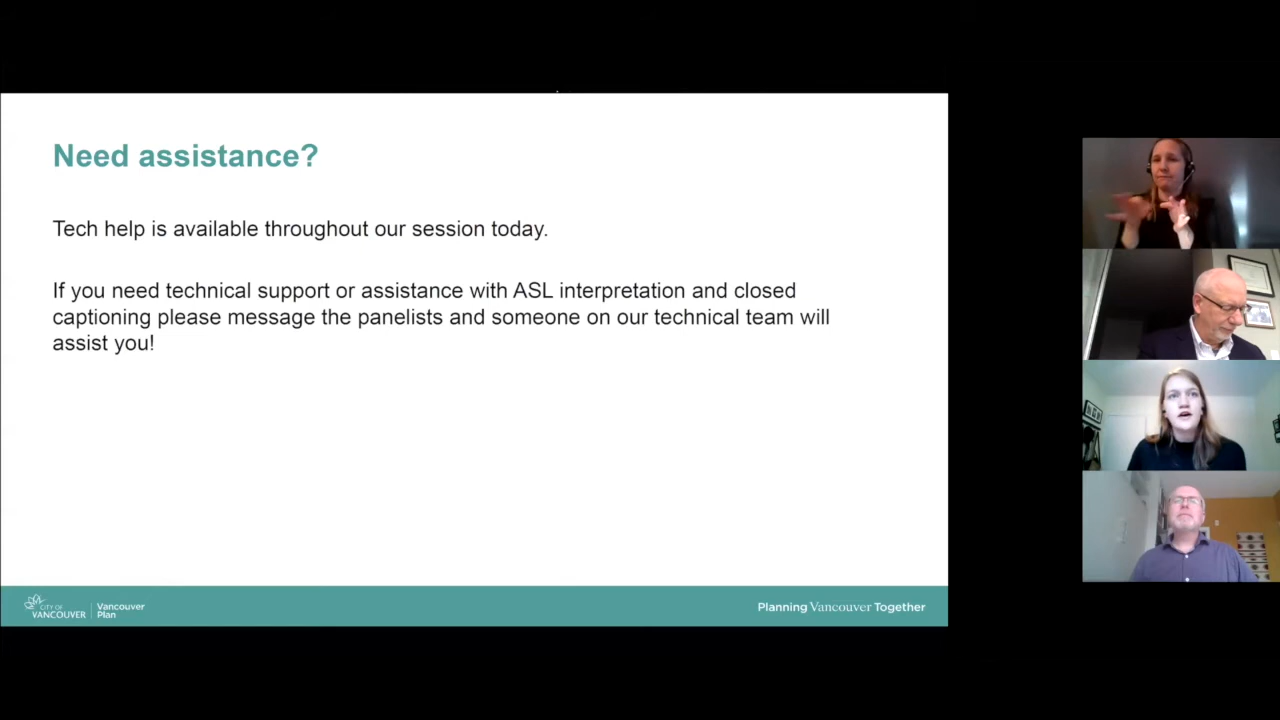 Need assistance?
Tech help is available throughout our session today.
If you need technical support or assistance with ASL interpretation and closed
captioning please message the panelists and someone on our technical team will
assist you!
CITY OF
VANCOUVER
Vancouver
Plan
Planning Vancouver Together